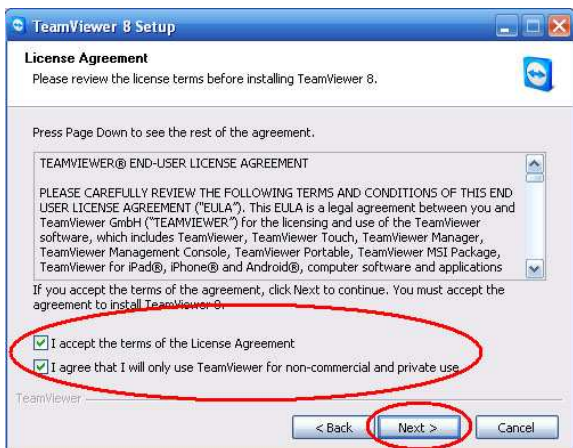 TeamViewer 8 Setup
License Agreement
Please review the license terms before installing TeamViewer 8.
Press Page Down to see the rest of the agreement.
TEAMVIEWER® END-USER LICENSE AGREEMENT
PLEASE CAREFULLY REVIEW THE FOLLOWING TERMS AND CONDITIONS OF THIS END
USER LICENSE AGREEMENT ("EULA"). This EULA is a legal agreement between you and
TeamViewer GmbH ("TEAMVIEWER") for the licensing and use of the TeamViewer
software, which includes TeamViewer, TeamViewer Touch, TeamViewer Manager,
TeamViewer Management Console, TeamViewer Portable, TeamViewer MSI Package,
TeamViewer for iPad®, iPhone® and Android®, computer software and applications
If you accept the terms of the agreement, click Next to continue. You must accept the
agreement to install TeamViewer 8.
I accept the terms of the License Agreement
I agree that I will only use TeamViewer for non-commercial and private use
TeamViewer
< Back Next > Cancel